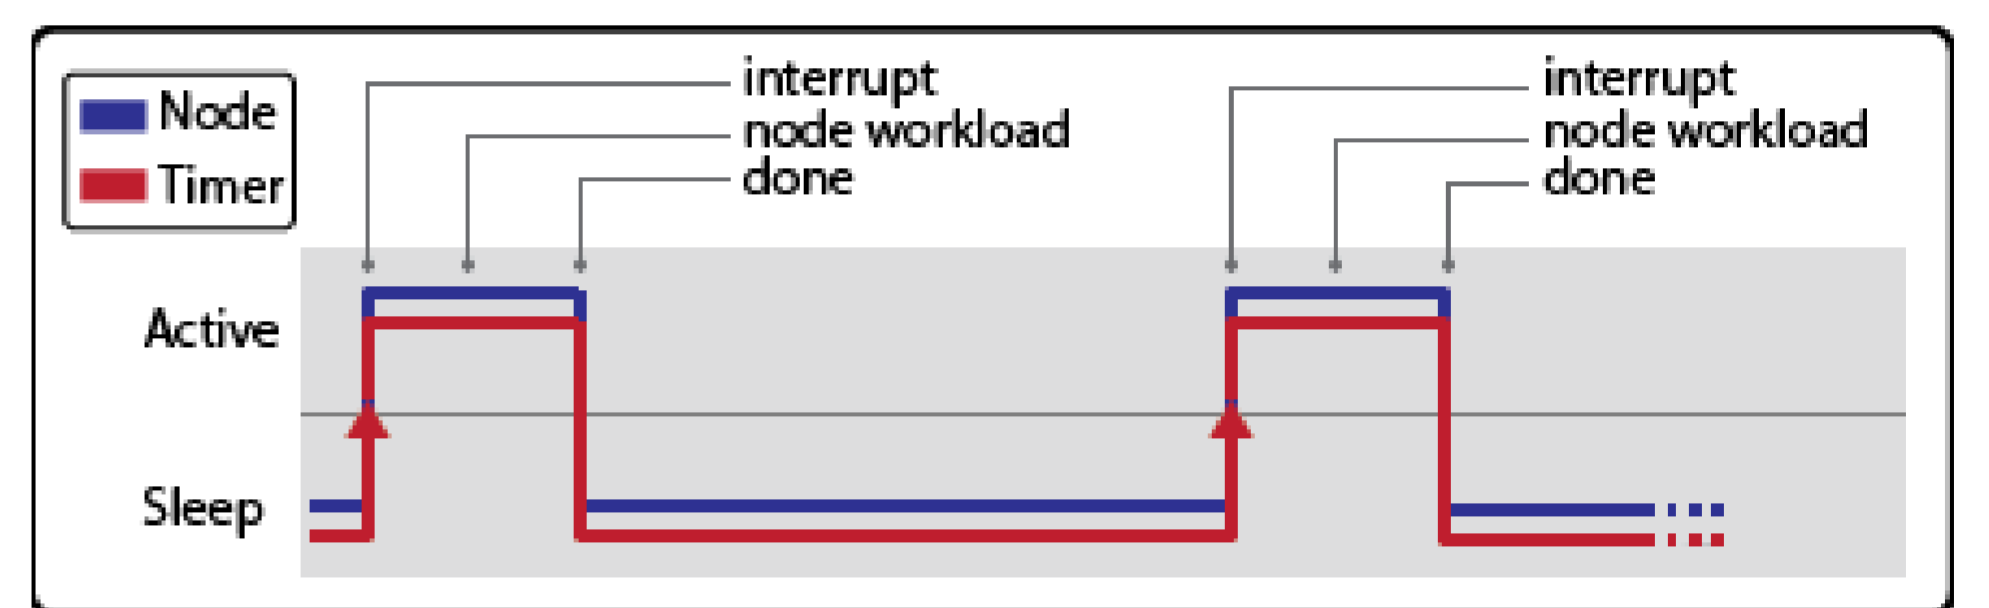 Node
Timer
interrupt
node workload
done
interrupt
node workload
done
Active
Sleep